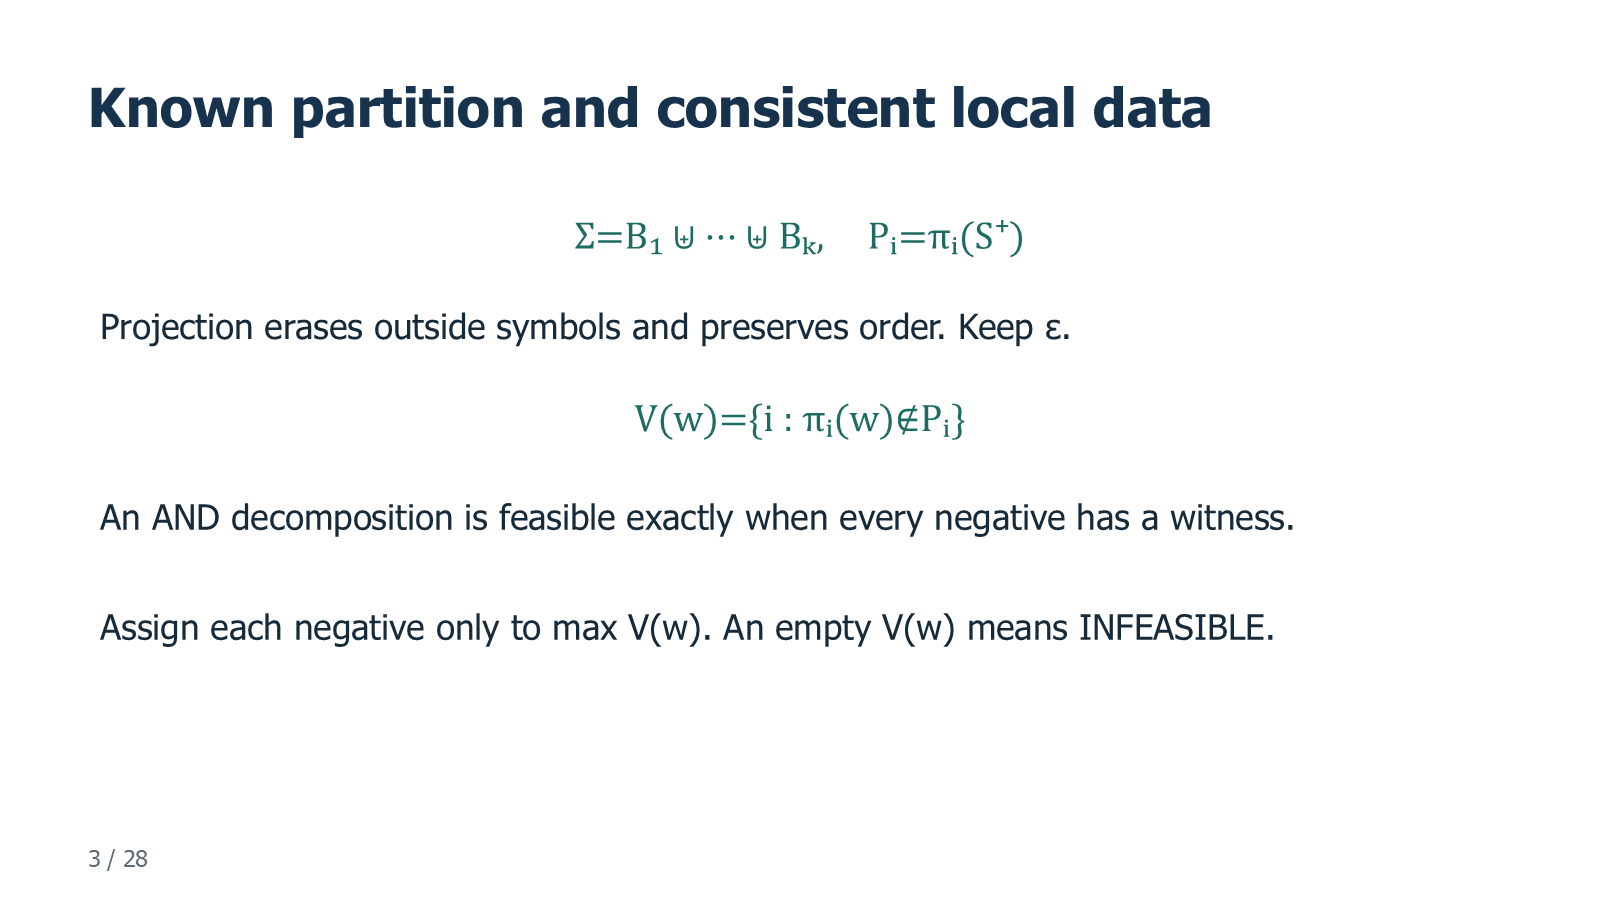 Known partition and consistent local data
Σ=B₁ ⊎ ⋯ ⊎ Bₖ, Pᵢ=πᵢ(S⁺)
Projection erases outside symbols and preserves order. Keep ε.
V(w)={i : πᵢ(w)∉Pᵢ}
An AND decomposition is feasible exactly when every negative has a witness.
Assign each negative only to max V(w). An empty V(w) means INFEASIBLE.
3 / 28